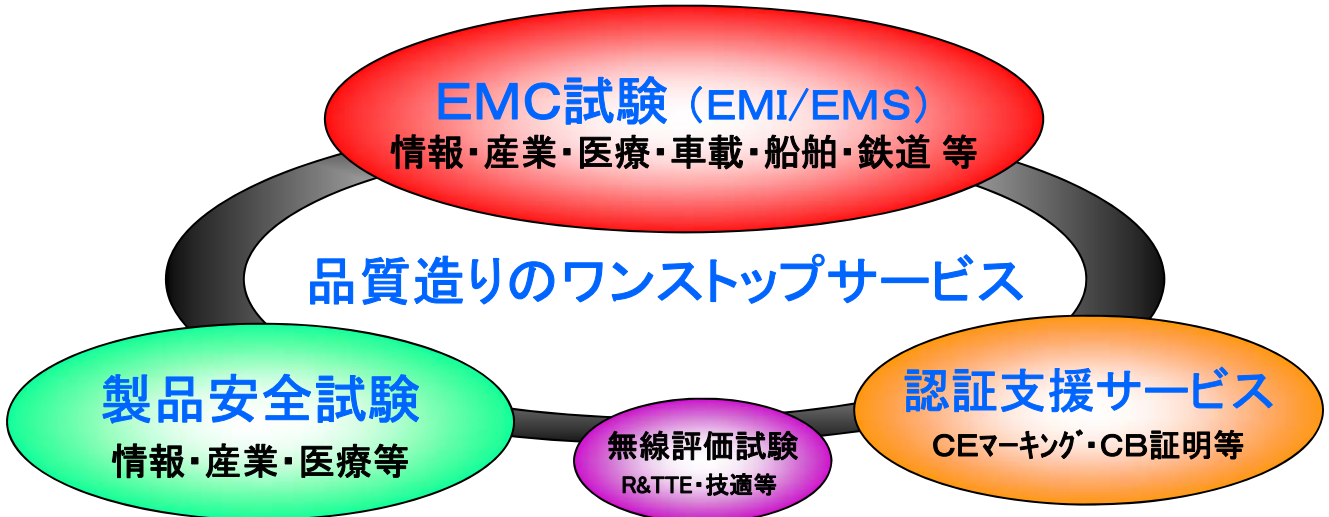 EMC試験（EMI/EMS）
情報・産業・医療・車載・船舶・鉄道 等
品質造りのワンストップサービス
製品安全試験
情報・産業・医療等
無線評価試験
R&TTE・技適等
認証支援サービス
CEマーキング・CB証明等